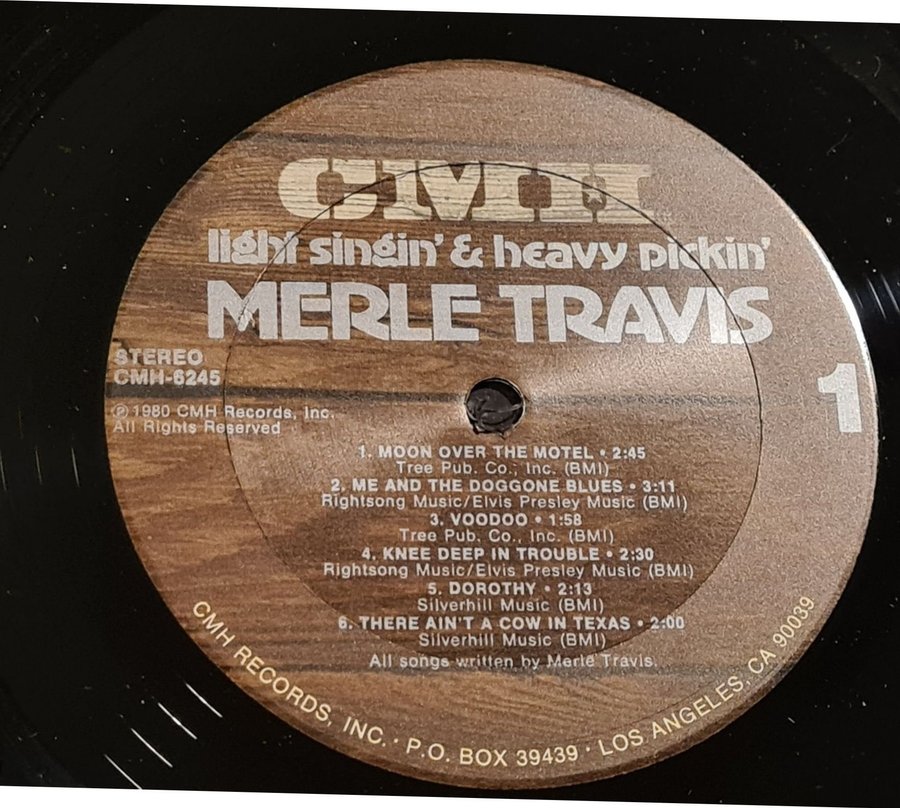 CMH
light singin' & heavy pickin'
MERLE TRAVIS
STEREO
CMH-6245
℗ 1980 CMH Records, Inc.
All Rights Reserved
1
1. MOON OVER THE MOTEL • 2:45
Tree Pub. Co., Inc. (BMI)
2. ME AND THE DOGGONE BLUES • 3:11
Rightsong Music/Elvis Presley Music (BMI)
3. VOODOO • 1:58
Tree Pub. Co., Inc. (BMI)
4. KNEE DEEP IN TROUBLE • 2:30
Rightsong Music/Elvis Presley Music (BMI)
5. DOROTHY • 2:13
Silverhill Music (BMI)
6. THERE AIN'T A COW IN TEXAS • 2:00
Silverhill Music (BMI)
All songs written by Merle Travis.
CMH RECORDS, INC. · P.O. BOX 39439 · LOS ANGELES, CA 90039